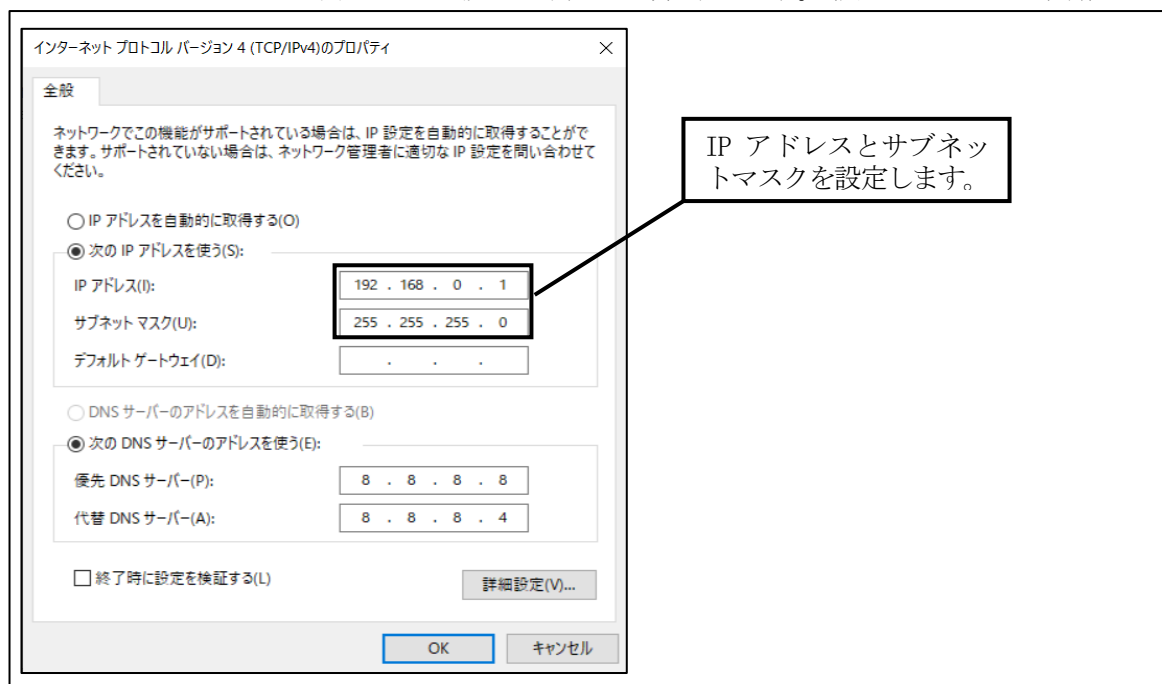 インターネット プロトコル バージョン 4 (TCP/IPv4)のプロパティ
全般
ネットワークでこの機能がサポートされている場合は、IP 設定を自動的に取得することがで
きます。サポートされていない場合は、ネットワーク管理者に適切な IP 設定を問い合わせて
ください。
IP アドレスを自動的に取得する(O)
次の IP アドレスを使う(S):
IP アドレス(I): 192 . 168 . 0 . 1
サブネット マスク(U): 255 . 255 . 255 . 0
デフォルト ゲートウェイ(D): . . .
DNS サーバーのアドレスを自動的に取得する(B)
次の DNS サーバーのアドレスを使う(E):
優先 DNS サーバー(P): 8 . 8 . 8 . 8
代替 DNS サーバー(A): 8 . 8 . 8 . 4
終了時に設定を検証する(L)
詳細設定(V)...
OK キャンセル
IP アドレスとサブネッ
トマスクを設定します。